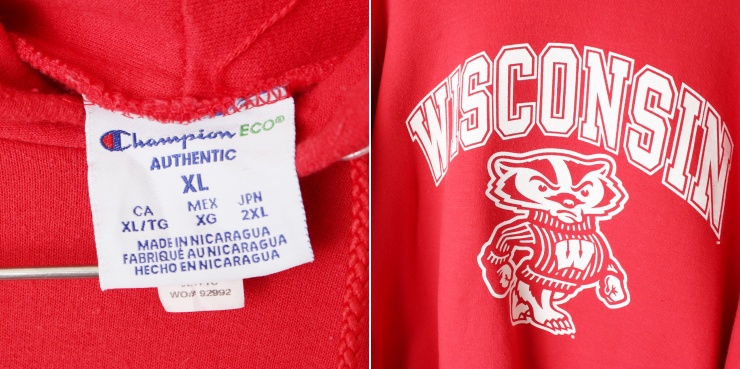 Champion ECO®
AUTHENTIC
XL
CA MEX JPN
XL/TG XG 2XL
MADE IN NICARAGUA
FABRIQUÉ AU NICARAGUA
HECHO EN NICARAGUA
WO# 92992
WISCONSIN
W